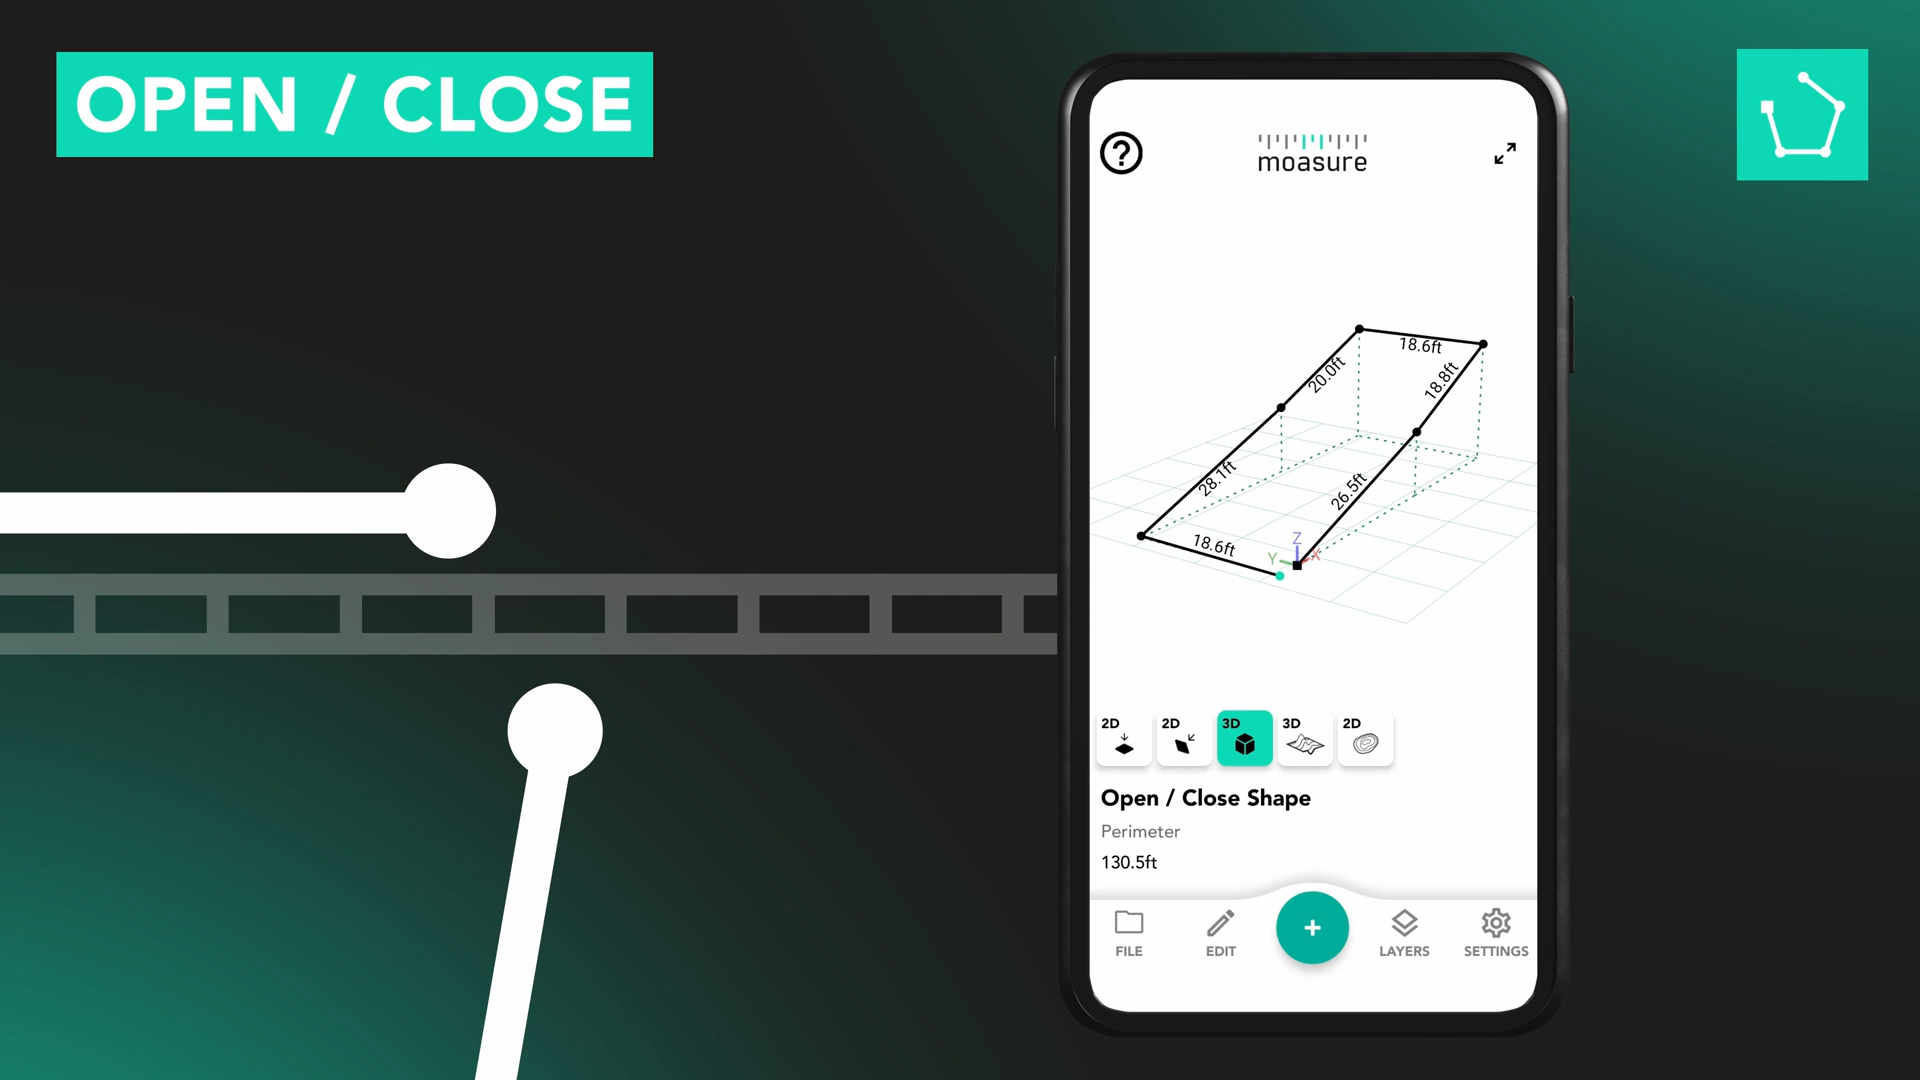 OPEN / CLOSE
?
moasure
18.6ft
20.0ft
18.8ft
28.1ft
26.5ft
18.6ft
Z
Y
X
2D
2D
3D
3D
2D
Open / Close Shape
Perimeter
130.5ft
+
FILE
EDIT
LAYERS
SETTINGS